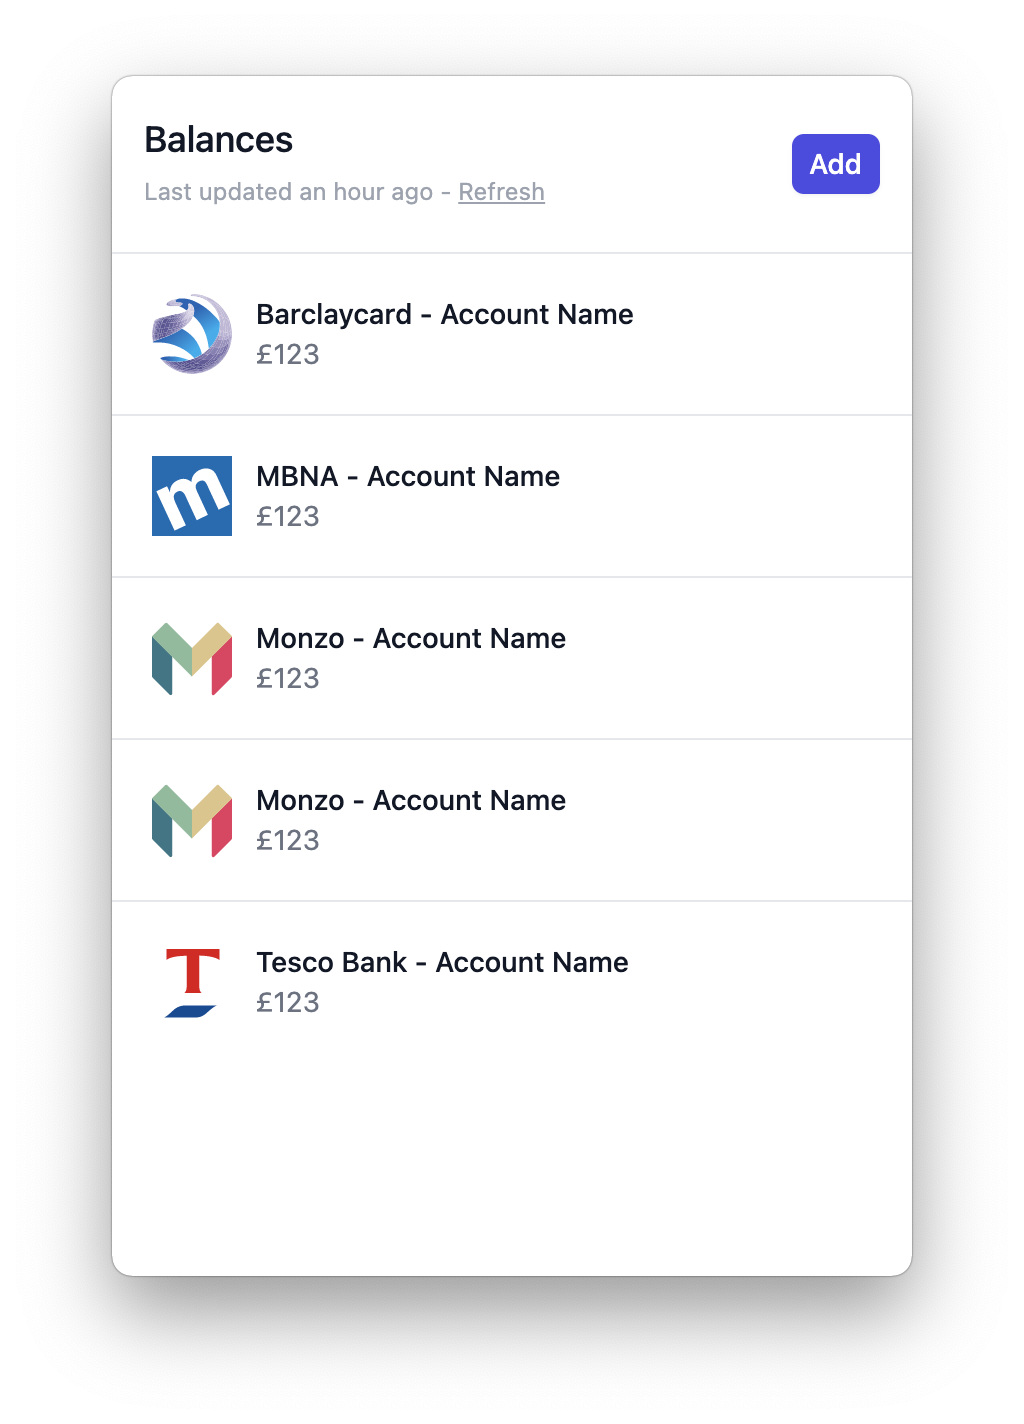 Balances
Add
Last updated an hour ago - Refresh
Barclaycard - Account Name
£123
m
MBNA - Account Name
£123
Monzo - Account Name
£123
Monzo - Account Name
£123
T
Tesco Bank - Account Name
£123